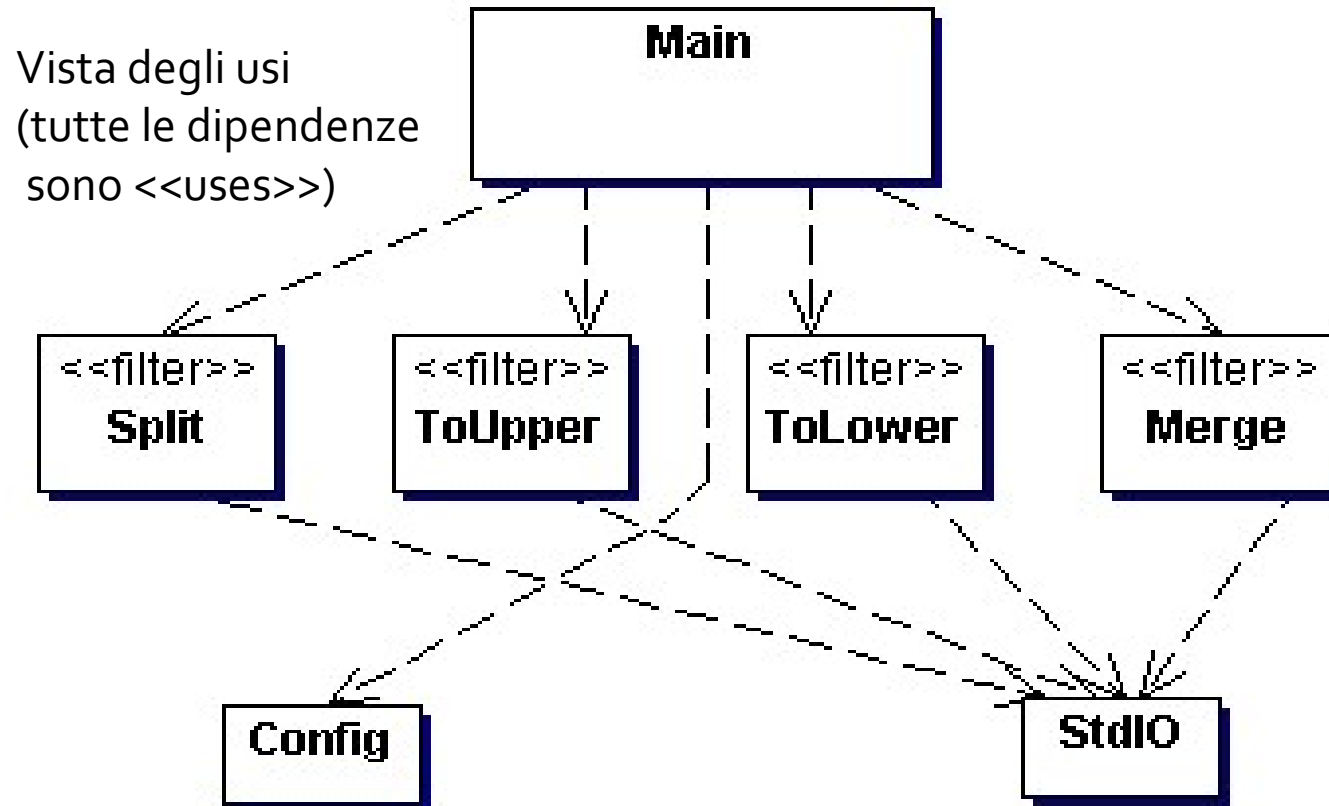 Main
Vista degli usi
(tutte le dipendenze
sono <<uses>>)
<<filter>>
Split
<<filter>>
ToUpper
<<filter>>
ToLower
<<filter>>
Merge
Config
StdIO